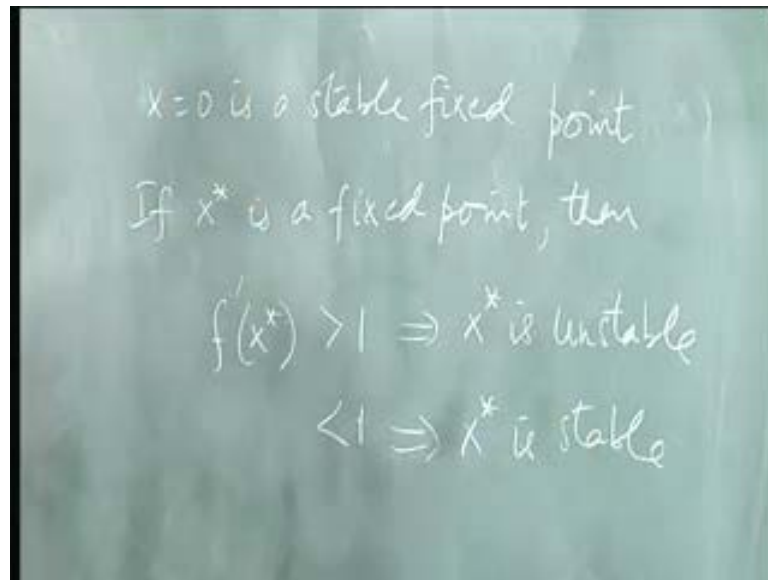 x=0 is a stable fixed point
If x* is a fixed point, then
f'(x*) >1 ⇒ x* is unstable
<1 ⇒ x* is stable